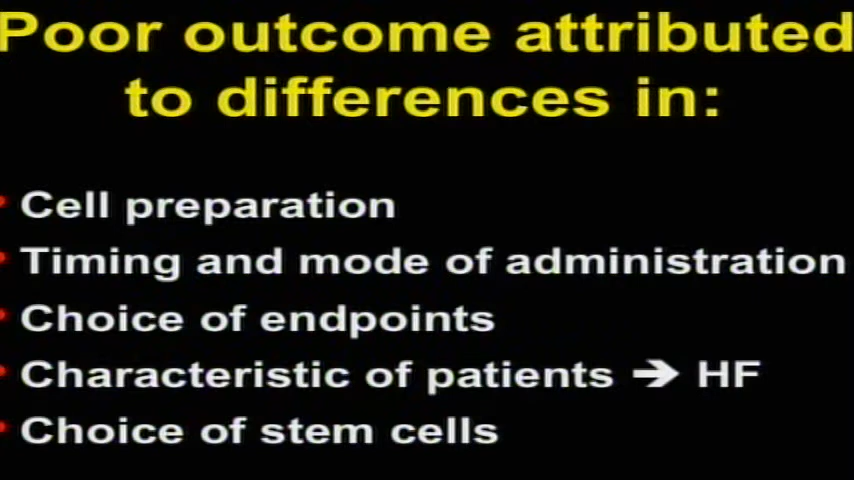 Poor outcome attributed
to differences in:
• Cell preparation
• Timing and mode of administration
• Choice of endpoints
• Characteristic of patients → HF
• Choice of stem cells